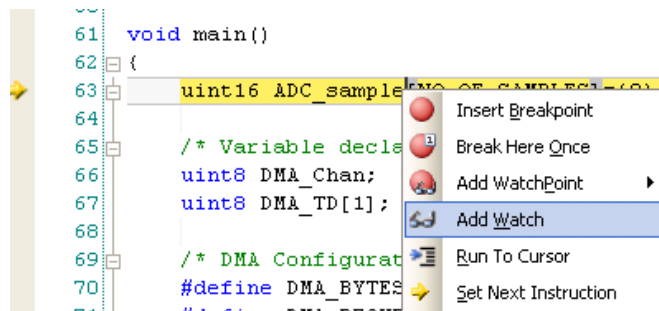 61 void main()
62 {
63 uint16 ADC_sample[NO_OF_SAMPLES]={0}
64
65 /* Variable decla
66 uint8 DMA_Chan;
67 uint8 DMA_TD[1];
68
69 /* DMA Configurat
70 #define DMA_BYTES
Insert Breakpoint
Break Here Once
Add WatchPoint
Add Watch
Run To Cursor
Set Next Instruction